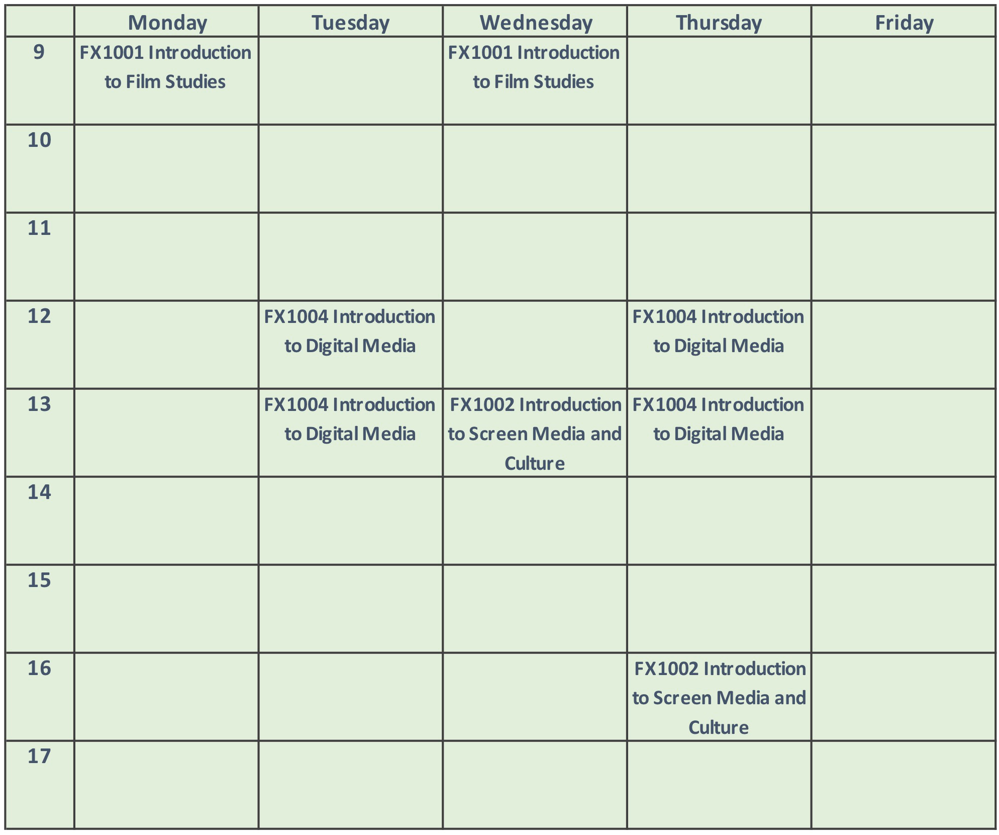 Monday Tuesday Wednesday Thursday Friday
9 FX1001 Introduction FX1001 Introduction
to Film Studies to Film Studies
10
11
12 FX1004 Introduction FX1004 Introduction
to Digital Media to Digital Media
13 FX1004 Introduction FX1002 Introduction FX1004 Introduction
to Digital Media to Screen Media and to Digital Media
Culture
14
15
16 FX1002 Introduction
to Screen Media and
Culture
17